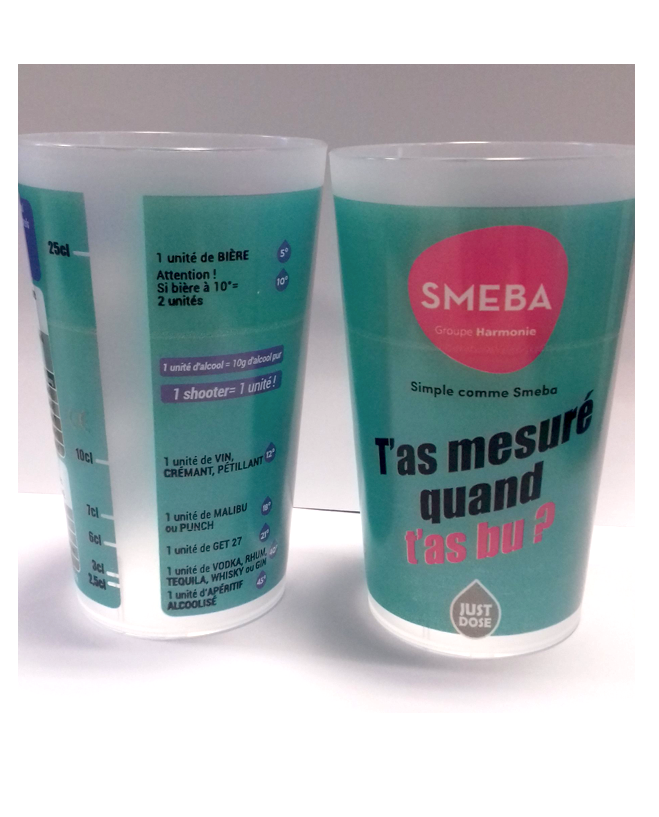 25cl
10cl
7cl
6cl
3cl
2.5cl
1 unité de BIÈRE
5°
Attention !
Si bière à 10°=
2 unités
10°
1 unité d'alcool = 10g d'alcool pur
1 shooter= 1 unité !
1 unité de VIN,
CRÉMANT, PÉTILLANT
12°
1 unité de MALIBU
ou PUNCH
18°
1 unité de GET 27
21°
1 unité de VODKA, RHUM,
TEQUILA, WHISKY ou GIN
40°
1 unité d'APÉRITIF
ALCOOLISÉ
45°
SMEBA
Groupe Harmonie
Simple comme Smeba
T'as mesuré
quand
t'as bu ?
JUST
DOSE